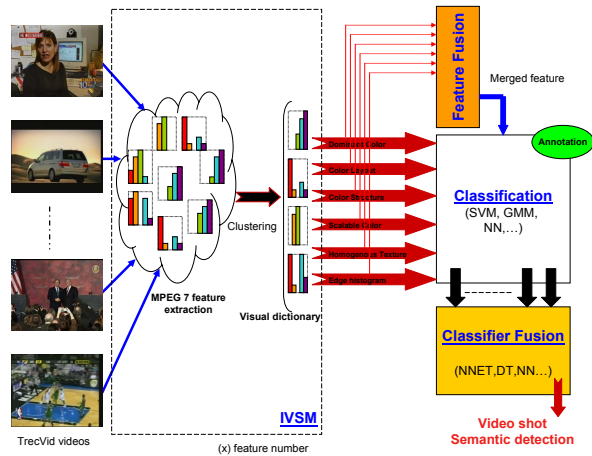 Feature Fusion
Merged feature
Annotation
Dominant Color
Color Layout
Color Structure
Scalable Color
Homogenous Texture
Edge histogram
Classification
(SVM, GMM,
NN,…)
Clustering
MPEG 7 feature
extraction
Visual dictionary
Classifier Fusion
(NNET,DT,NN…)
IVSM
Video shot
Semantic detection
TrecVid videos
(x) feature number